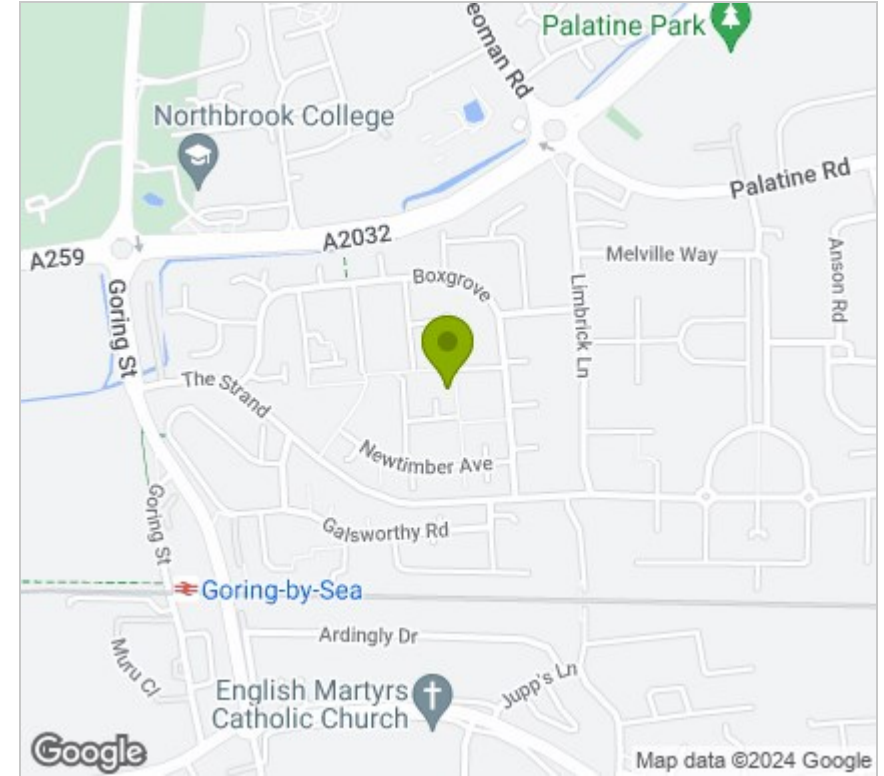 Palatine Park
eoman Rd
Northbrook College
Palatine Rd
A2032
A259
Melville Way
Anson Rd
Boxgrove
Limbrick Ln
Goring St
The Strand
Newtimber Ave
Goring St
Galsworthy Rd
Goring-by-Sea
Ardingly Dr
Muru Cl
Jupp's Ln
English Martyrs
Catholic Church
Google
Map data ©2024 Google